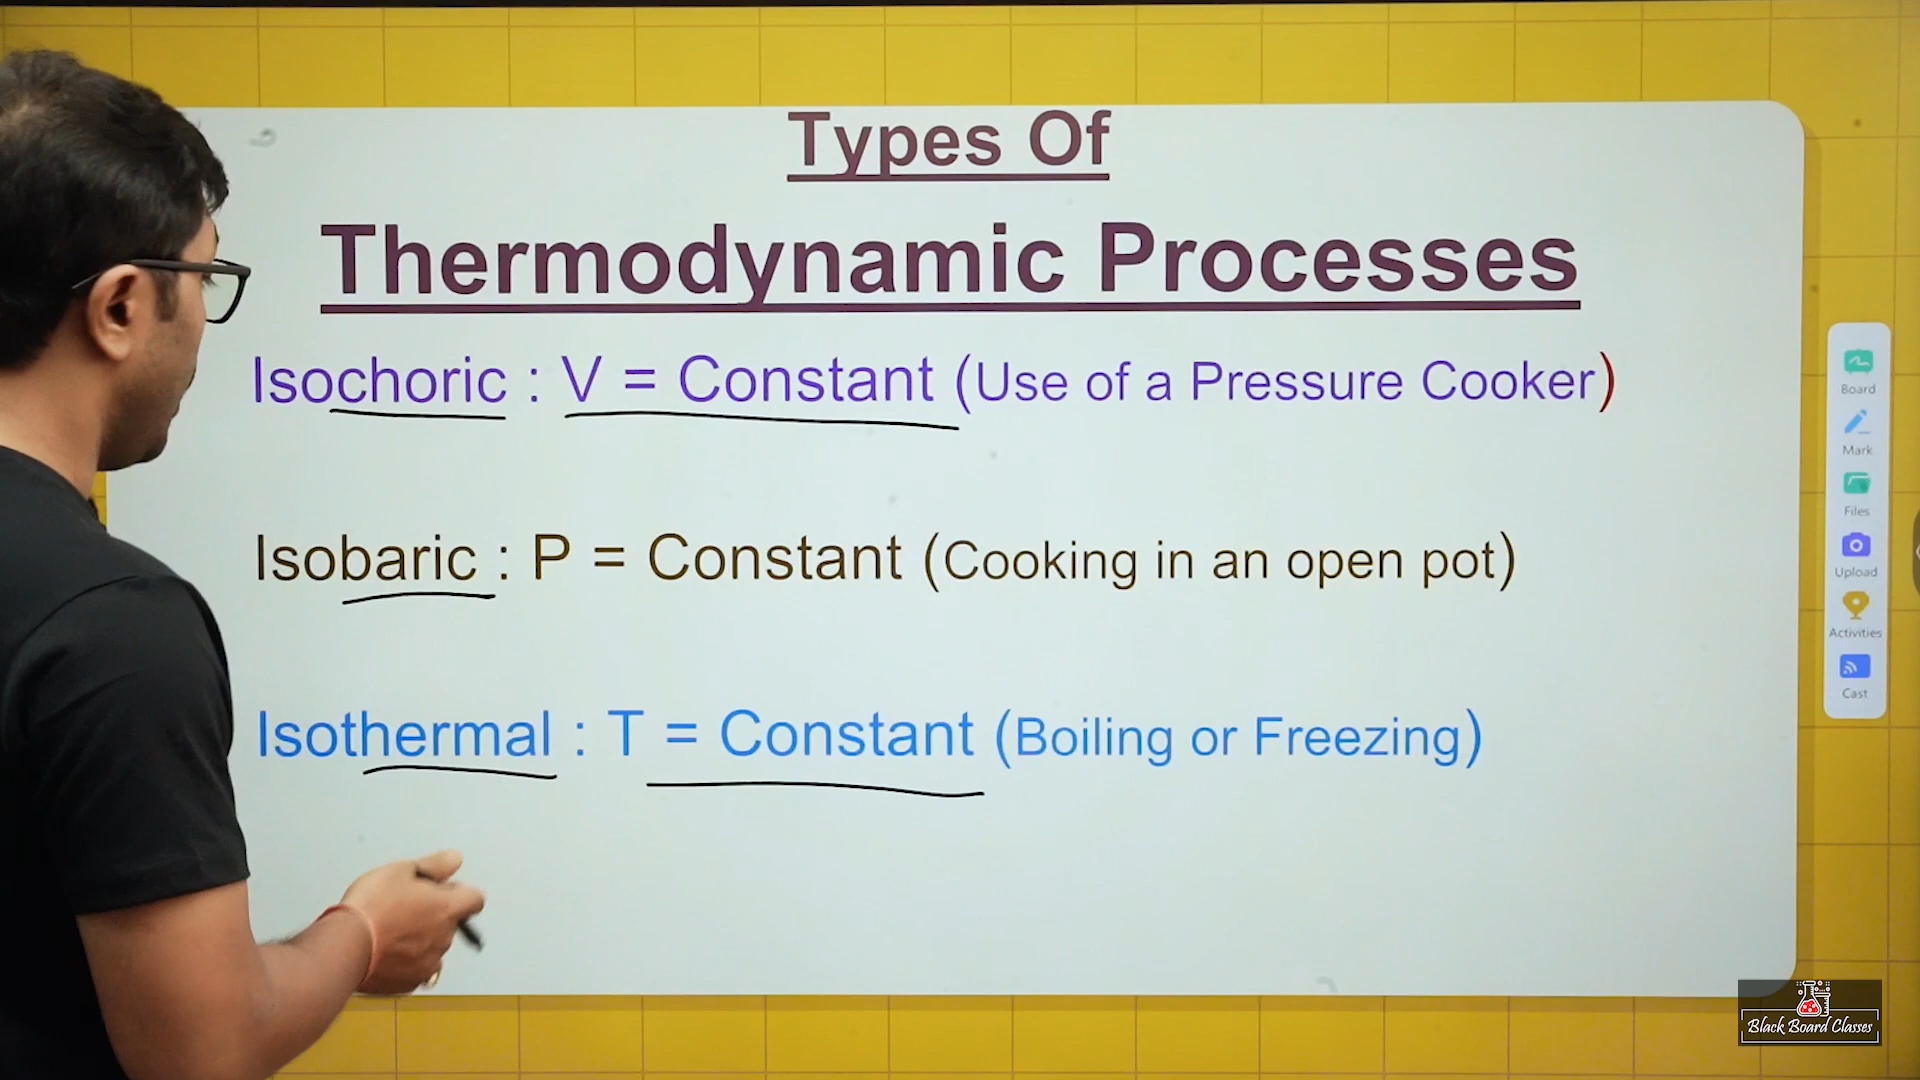 Types Of
Thermodynamic Processes
Isochoric : V = Constant (Use of a Pressure Cooker)
Isobaric : P = Constant (Cooking in an open pot)
Isothermal : T = Constant (Boiling or Freezing)
Board
Mark
Files
Upload
Activities
Cast
Black Board Classes